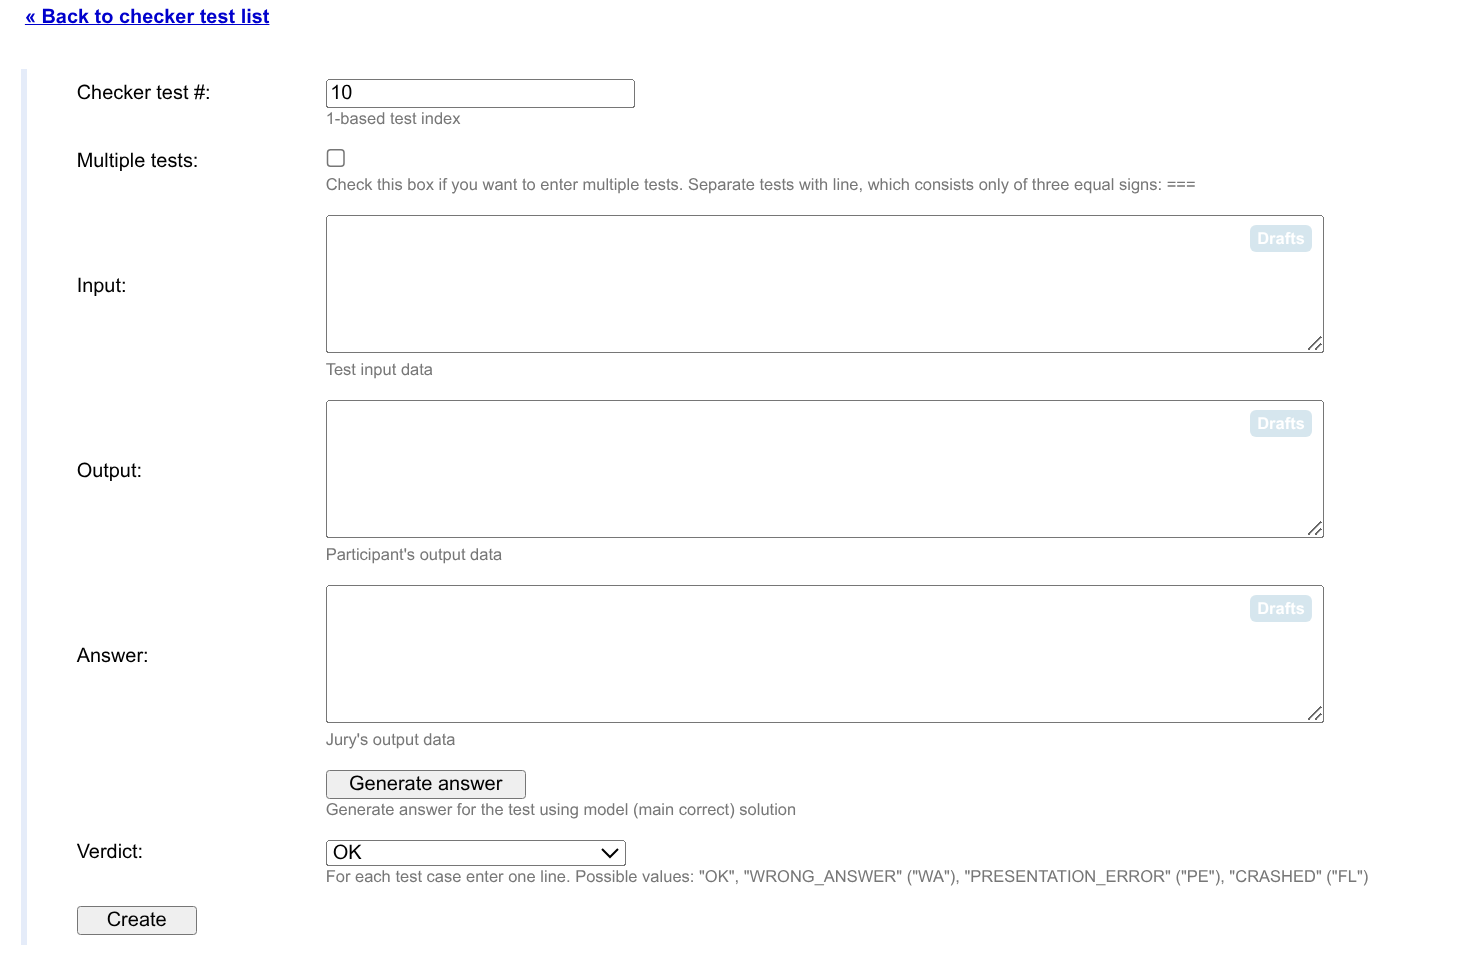 « Back to checker test list
Checker test #:
10
1-based test index
Multiple tests:
Check this box if you want to enter multiple tests. Separate tests with line, which consists only of three equal signs: ===
Input:
Drafts
Test input data
Output:
Drafts
Participant's output data
Answer:
Drafts
Jury's output data
Generate answer
Generate answer for the test using model (main correct) solution
Verdict:
OK
For each test case enter one line. Possible values: "OK", "WRONG_ANSWER" ("WA"), "PRESENTATION_ERROR" ("PE"), "CRASHED" ("FL")
Create